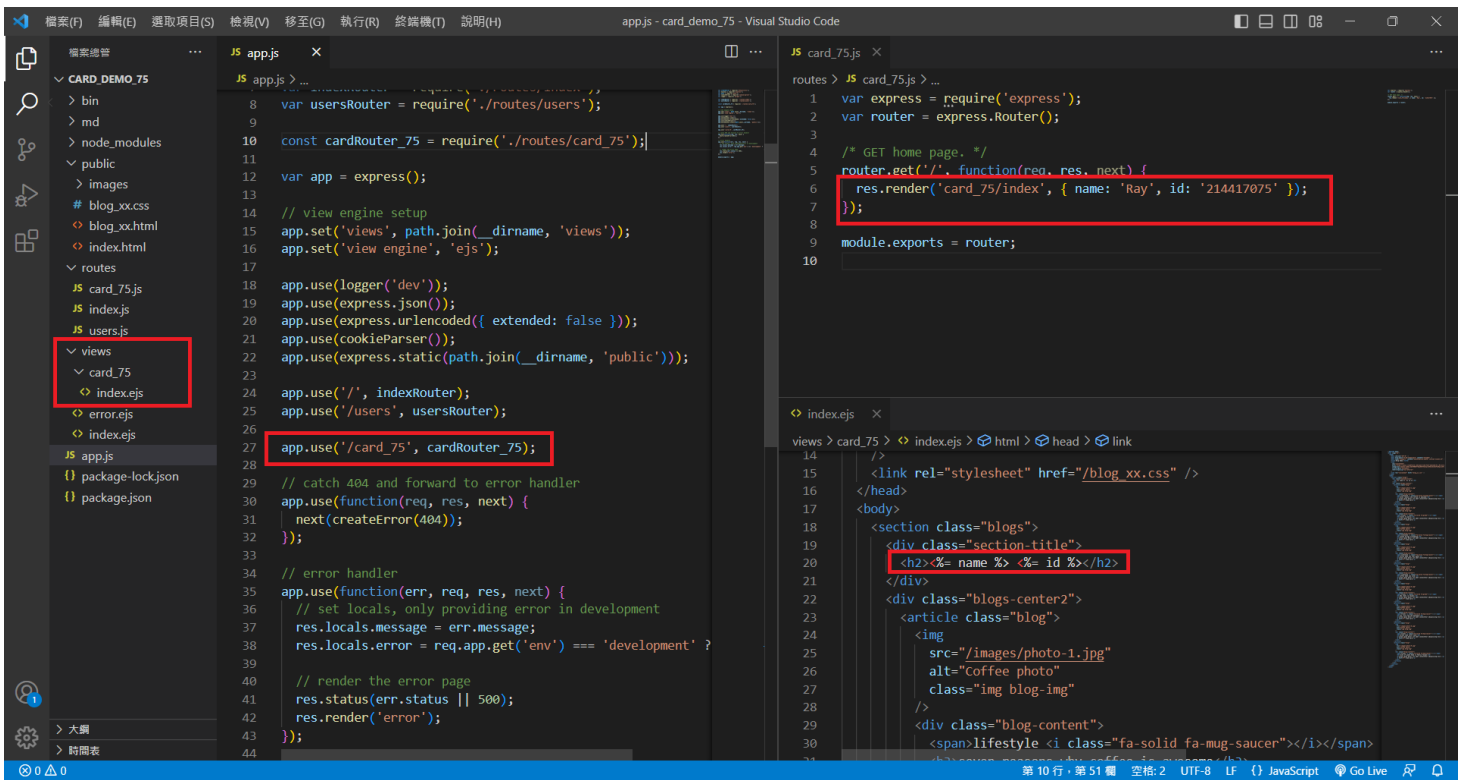 檔案(F) 編輯(E) 選取項目(S) 檢視(V) 移至(G) 執行(R) 終端機(T) 說明(H) app.js - card_demo_75 - Visual Studio Code
檔案總管 ···
CARD_DEMO_75
bin
md
node_modules
public
images
# blog_xx.css
<> blog_xx.html
<> index.html
routes
JS card_75.js
JS index.js
JS users.js
views
card_75
<> index.ejs
<> error.ejs
<> index.ejs
JS app.js
{} package-lock.json
{} package.json
大綱
時間表
JS app.js ×
JS app.js > ...
8 var usersRouter = require('./routes/users');
9
10 const cardRouter_75 = require('./routes/card_75');
11
12 var app = express();
13
14 // view engine setup
15 app.set('views', path.join(__dirname, 'views'));
16 app.set('view engine', 'ejs');
17
18 app.use(logger('dev'));
19 app.use(express.json());
20 app.use(express.urlencoded({ extended: false }));
21 app.use(cookieParser());
22 app.use(express.static(path.join(__dirname, 'public')));
23
24 app.use('/', indexRouter);
25 app.use('/users', usersRouter);
26
27 app.use('/card_75', cardRouter_75);
28
29 // catch 404 and forward to error handler
30 app.use(function(req, res, next) {
31 next(createError(404));
32 });
33
34 // error handler
35 app.use(function(err, req, res, next) {
36 // set locals, only providing error in development
37 res.locals.message = err.message;
38 res.locals.error = req.app.get('env') === 'development' ?
39
40 // render the error page
41 res.status(err.status || 500);
42 res.render('error');
43 });
44
JS card_75.js ×
routes > JS card_75.js > ...
1 var express = require('express');
2 var router = express.Router();
3
4 /* GET home page. */
5 router.get('/', function(req, res, next) {
6 res.render('card_75/index', { name: 'Ray', id: '214417075' });
7 });
8
9 module.exports = router;
10
<> index.ejs ×
views > card_75 > <> index.ejs > html > head > link
14 />
15 <link rel="stylesheet" href="/blog_xx.css" />
16 </head>
17 <body>
18 <section class="blogs">
19 <div class="section-title">
20 <h2><%= name %> <%= id %></h2>
21 </div>
22 <div class="blogs-center2">
23 <article class="blog">
24 <img
25 src="/images/photo-1.jpg"
26 alt="Coffee photo"
27 class="img blog-img"
28 />
29 <div class="blog-content">
30 <span>lifestyle <i class="fa-solid fa-mug-saucer"></i></span>
1
0 0 第 10 行，第 51 欄 空格: 2 UTF-8 LF {} JavaScript Go Live